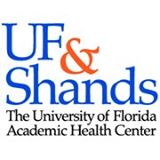 UF&
Shands
The University of Florida
Academic Health Center